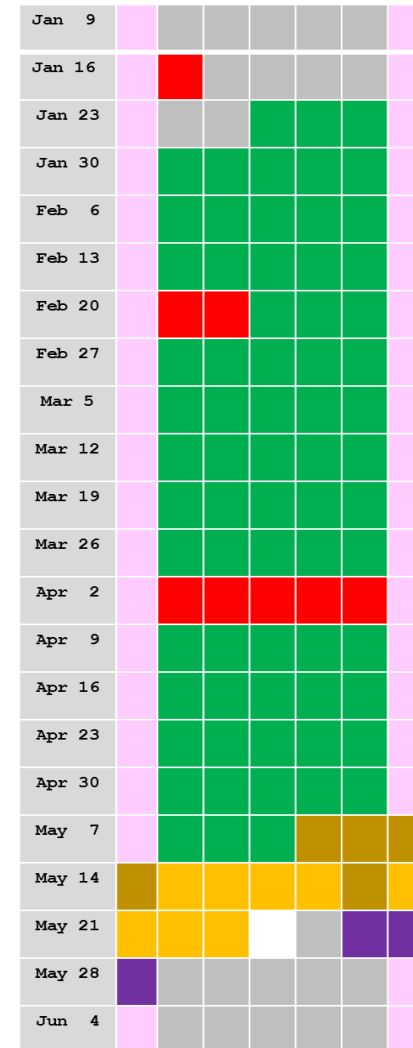 Jan 9
Jan 16
Jan 23
Jan 30
Feb 6
Feb 13
Feb 20
Feb 27
Mar 5
Mar 12
Mar 19
Mar 26
Apr 2
Apr 9
Apr 16
Apr 23
Apr 30
May 7
May 14
May 21
May 28
Jun 4